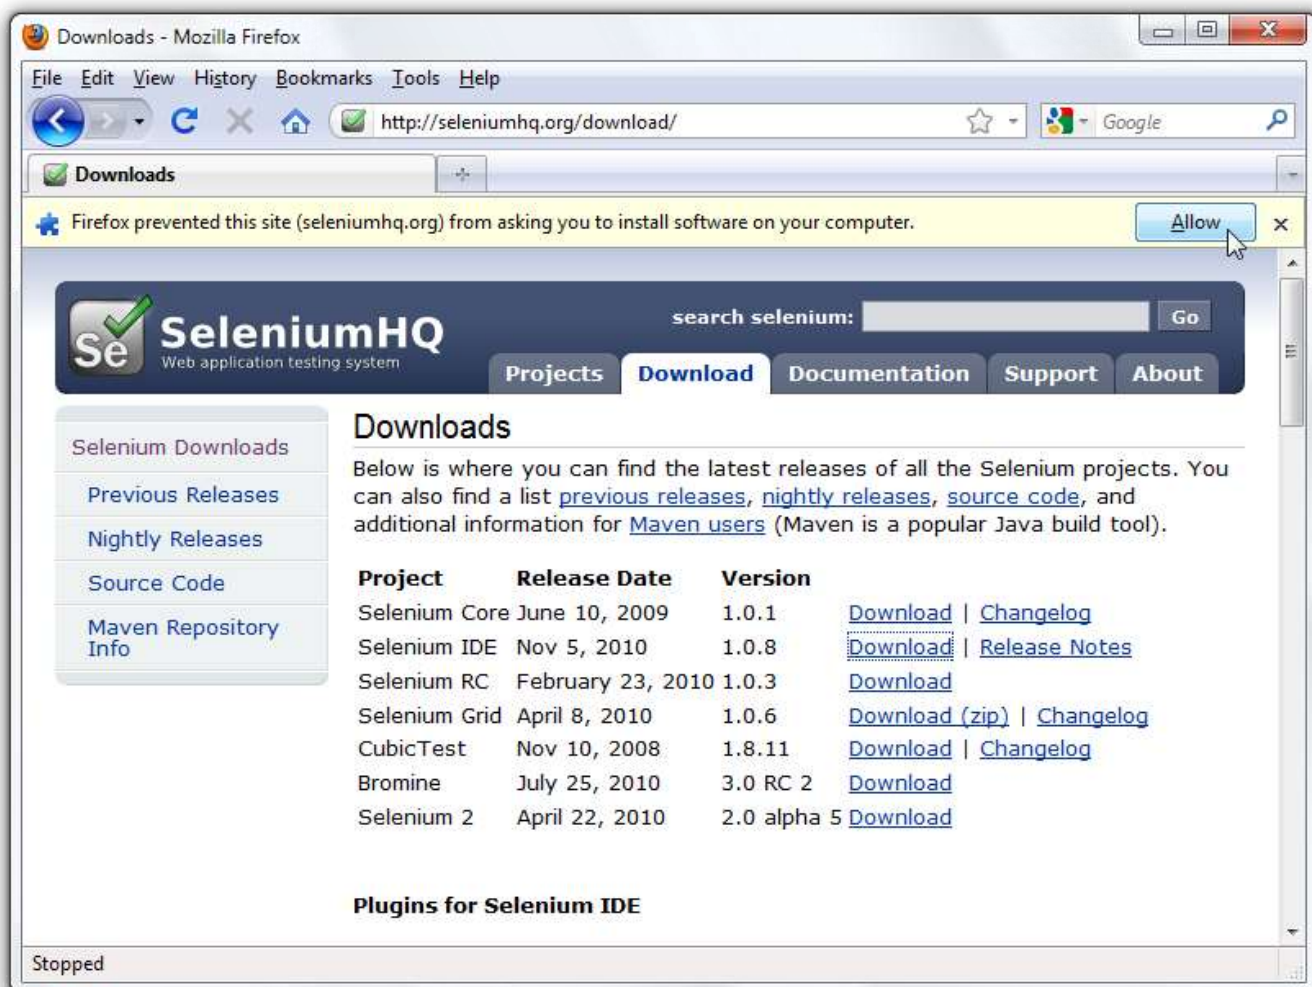 Downloads - Mozilla Firefox
File Edit View History Bookmarks Tools Help
http://seleniumhq.org/download/ Google
Downloads
Firefox prevented this site (seleniumhq.org) from asking you to install software on your computer. Allow
Se SeleniumHQ
Web application testing system
search selenium: Go
Projects Download Documentation Support About
Selenium Downloads
Previous Releases
Nightly Releases
Source Code
Maven Repository
Info
Downloads
Below is where you can find the latest releases of all the Selenium projects. You
can also find a list previous releases, nightly releases, source code, and
additional information for Maven users (Maven is a popular Java build tool).
Project Release Date Version
Selenium Core June 10, 2009 1.0.1 Download | Changelog
Selenium IDE Nov 5, 2010 1.0.8 Download | Release Notes
Selenium RC February 23, 2010 1.0.3 Download
Selenium Grid April 8, 2010 1.0.6 Download (zip) | Changelog
CubicTest Nov 10, 2008 1.8.11 Download | Changelog
Bromine July 25, 2010 3.0 RC 2 Download
Selenium 2 April 22, 2010 2.0 alpha 5 Download
Plugins for Selenium IDE
Stopped